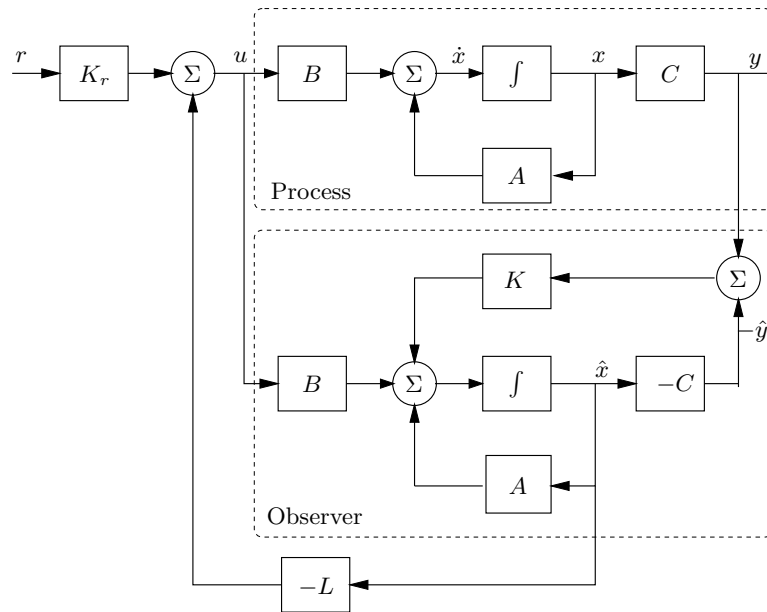 r
K_r
Σ
u
B
Σ
ẋ
∫
x
C
y
A
Process
K
Σ
B
Σ
∫
x̂
−C
−ŷ
A
Observer
−L